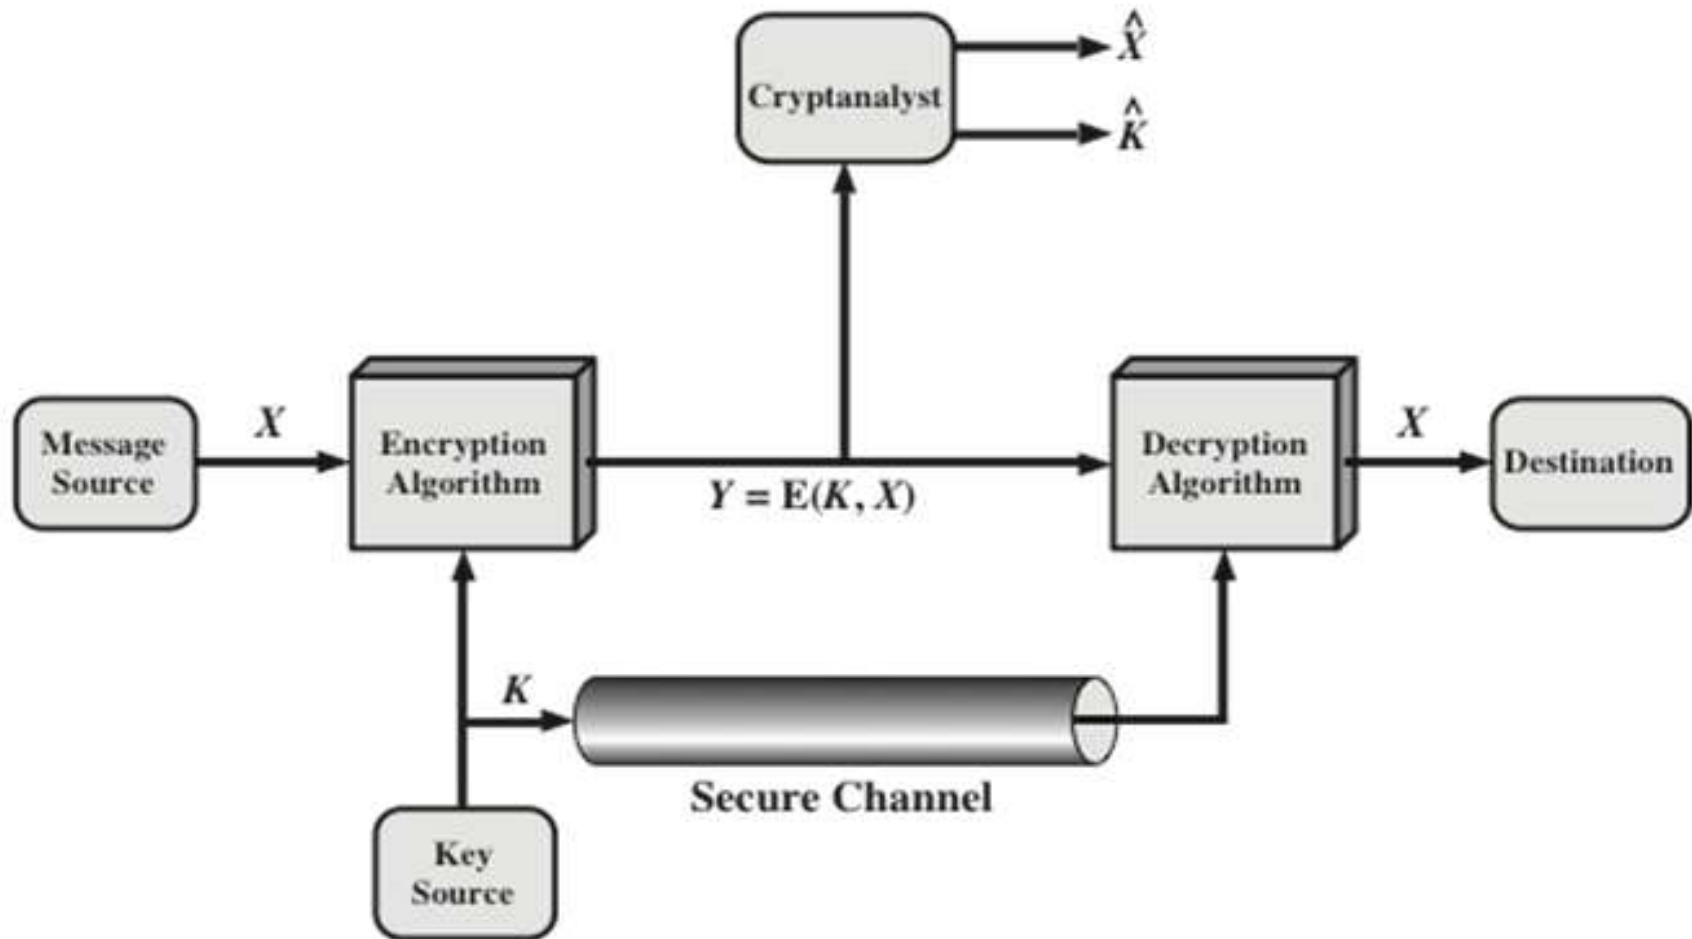 Cryptanalyst
X̂
K̂
Message
Source
X
Encryption
Algorithm
Y = E(K, X)
Decryption
Algorithm
X
Destination
K
Secure Channel
Key
Source